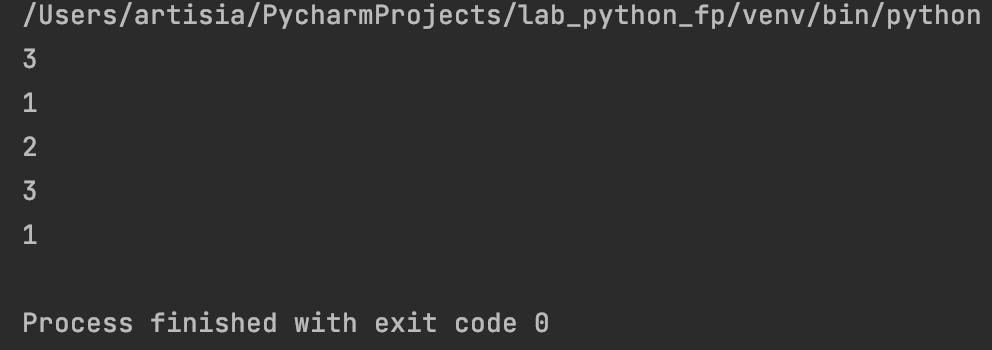 /Users/artisia/PycharmProjects/lab_python_fp/venv/bin/python
3
1
2
3
1
Process finished with exit code 0